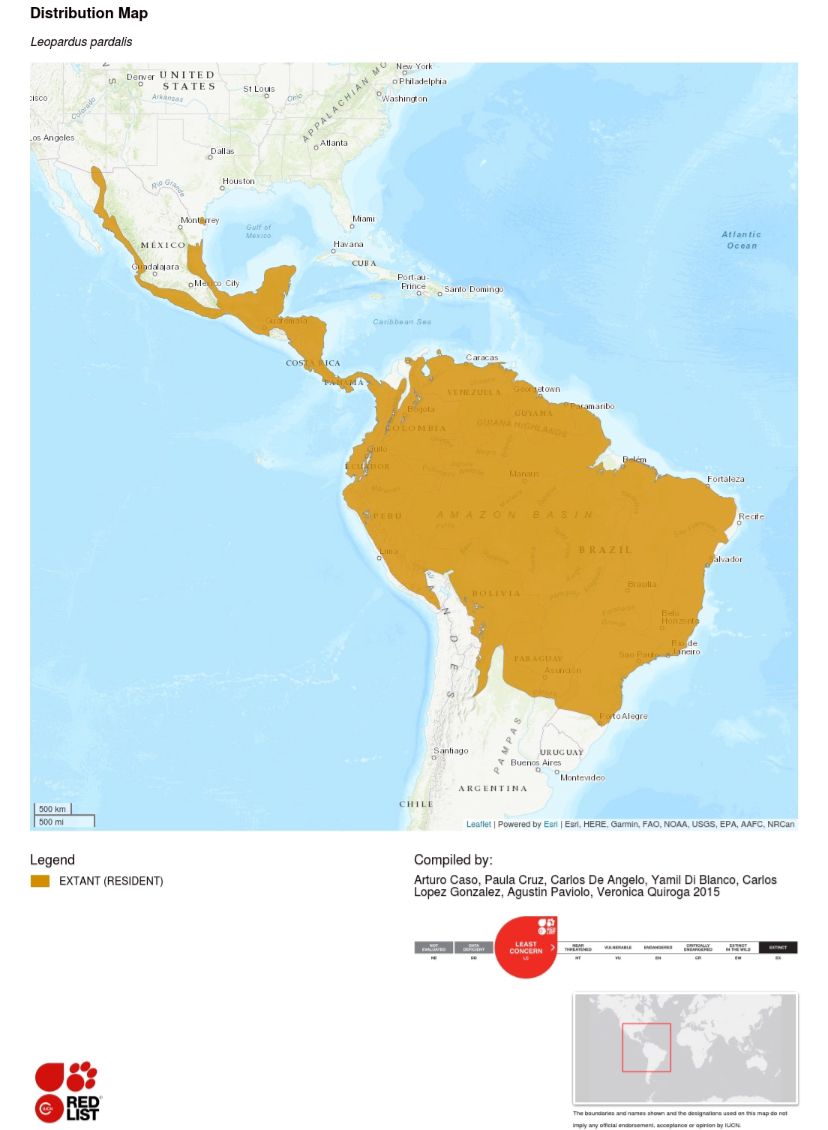 Distribution Map
Leopardus pardalis
New York
Denver
UNITED
STATES
Philadelphia
St Louis
Ohio
Washington
Colorado
Arkansas
APPALACHIAN MO
cisco
Los Angeles
Atlanta
Dallas
Rio Grande
Houston
Monterrey
Miami
Gulf of
Mexico
Atlantic
Ocean
MÉXICO
Havana
CUBA
Guadalajara
Mexico City
Port-au-
Prince
Santo Domingo
Guatemala
Caribbean Sea
COSTA RICA
PANAMA
Caracas
VENEZUELA
Georgetown
Paramaribo
Bogota
GUYANA
COLOMBIA
GUIANA HIGHLANDS
Quito
ECUADOR
Belém
Manaus
Fortaleza
PERU
AMAZON BASIN
Recife
Lima
BRAZIL
Salvador
BOLIVIA
Brasilia
ANDES
Belo
Horizonte
Rio de
Janeiro
Sao Paulo
PARAGUAY
Asunción
Porto Alegre
PAMPAS
Santiago
URUGUAY
Buenos Aires
Montevideo
ARGENTINA
CHILE
500 km
500 mi
Leaflet | Powered by Esri | Esri, HERE, Garmin, FAO, NOAA, USGS, EPA, AAFC, NRCan
Legend
EXTANT (RESIDENT)
Compiled by:
Arturo Caso, Paula Cruz, Carlos De Angelo, Yamil Di Blanco, Carlos
Lopez Gonzalez, Agustin Paviolo, Veronica Quiroga 2015
NOT
EVALUATED
NE
DATA
DEFICIENT
DD
LEAST
CONCERN
LC
NEAR
THREATENED
NT
VULNERABLE
VU
ENDANGERED
EN
CRITICALLY
ENDANGERED
CR
EXTINCT
IN THE WILD
EW
EXTINCT
EX
The boundaries and names shown and the designations used on this map do not
imply any official endorsement, acceptance or opinion by IUCN.
IUCN
RED
LIST